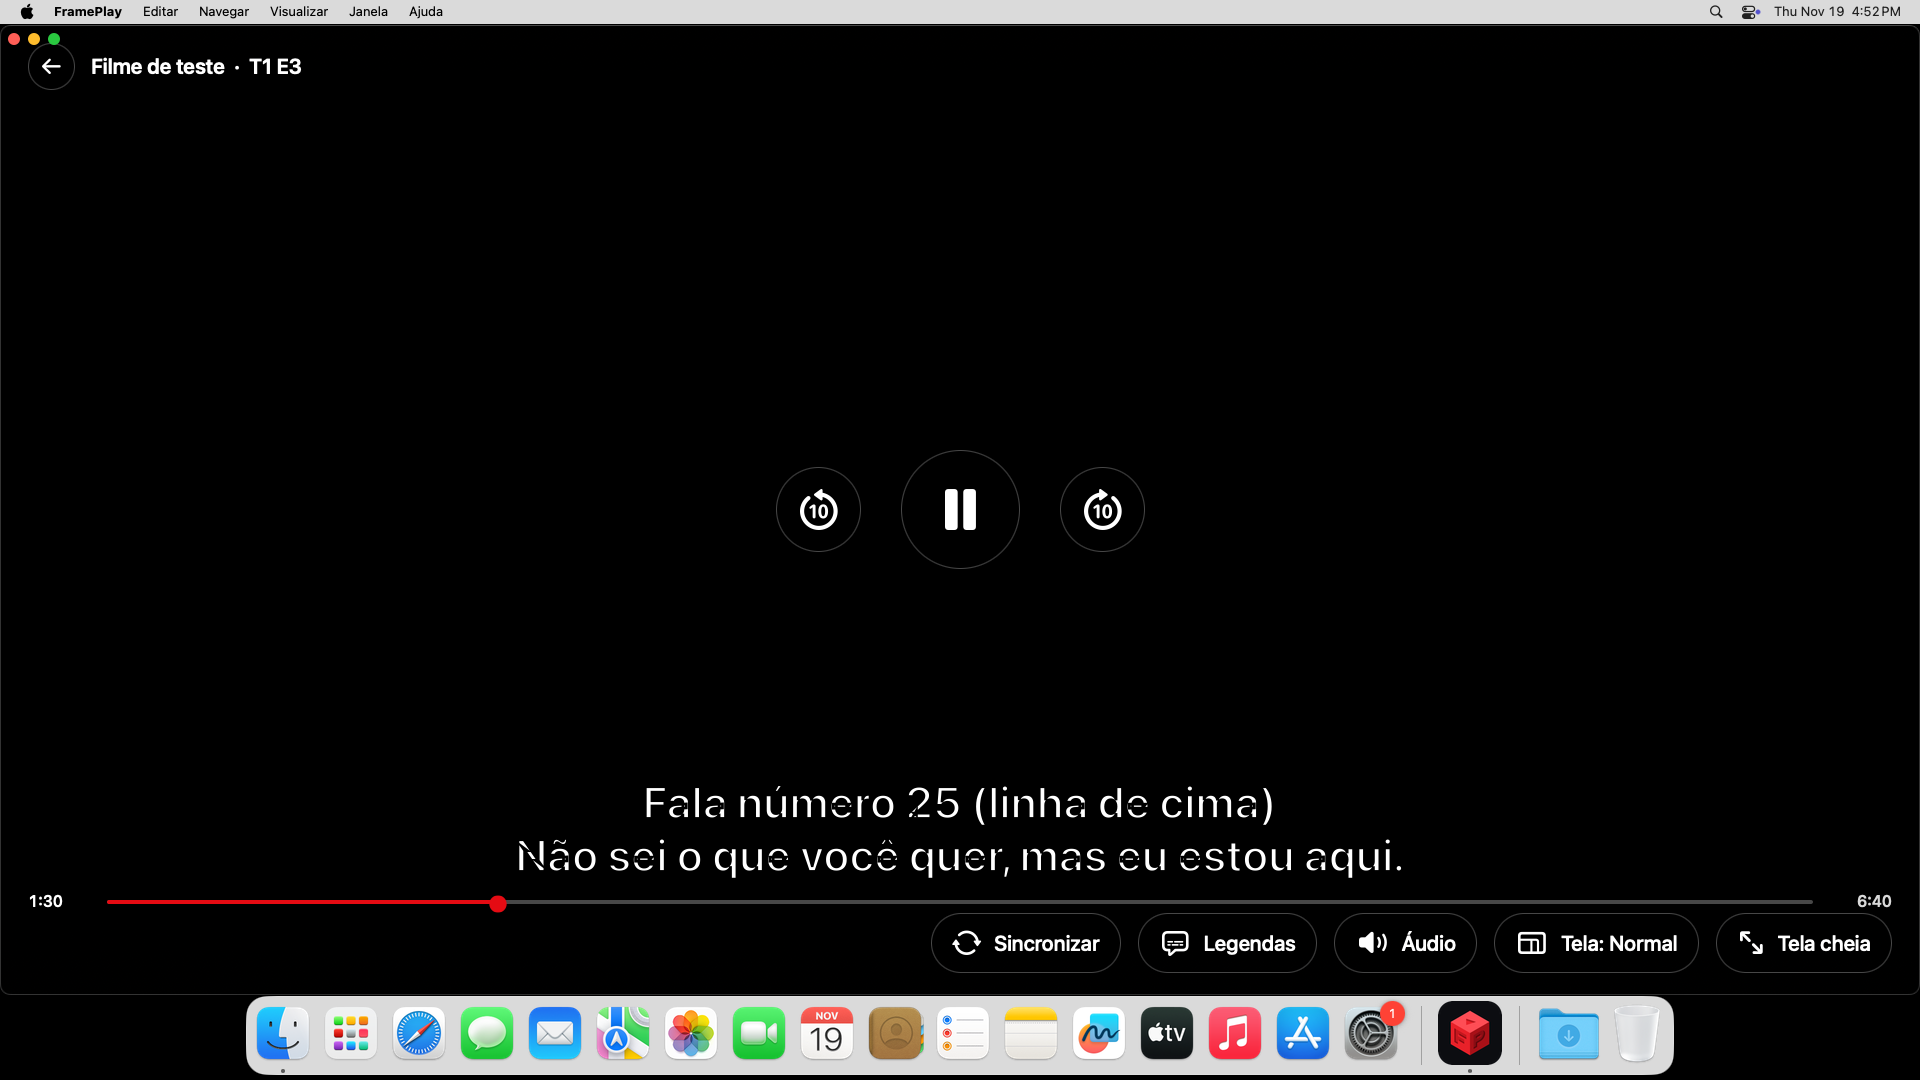 FramePlay Editar Navegar Visualizar Janela Ajuda Thu Nov 19 4:52 PM
Filme de teste · T1 E3
10 10
Fala número 25 (linha de cima)
Não sei o que você quer, mas eu estou aqui.
1:30 6:40
Sincronizar Legendas Áudio Tela: Normal Tela cheia
NOV
19
tv
1